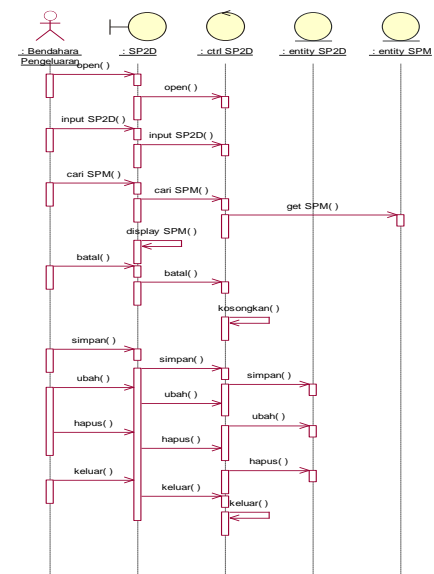 : Bendahara
Pengeluaran
: SP2D
: ctrl SP2D
: entity SP2D
: entity SPM
open( )
open( )
input SP2D( )
input SP2D( )
cari SPM( )
cari SPM( )
get SPM( )
display SPM( )
batal( )
batal( )
kosongkan( )
simpan( )
simpan( )
simpan( )
ubah( )
ubah( )
ubah( )
hapus( )
hapus( )
hapus( )
keluar( )
keluar( )
keluar( )